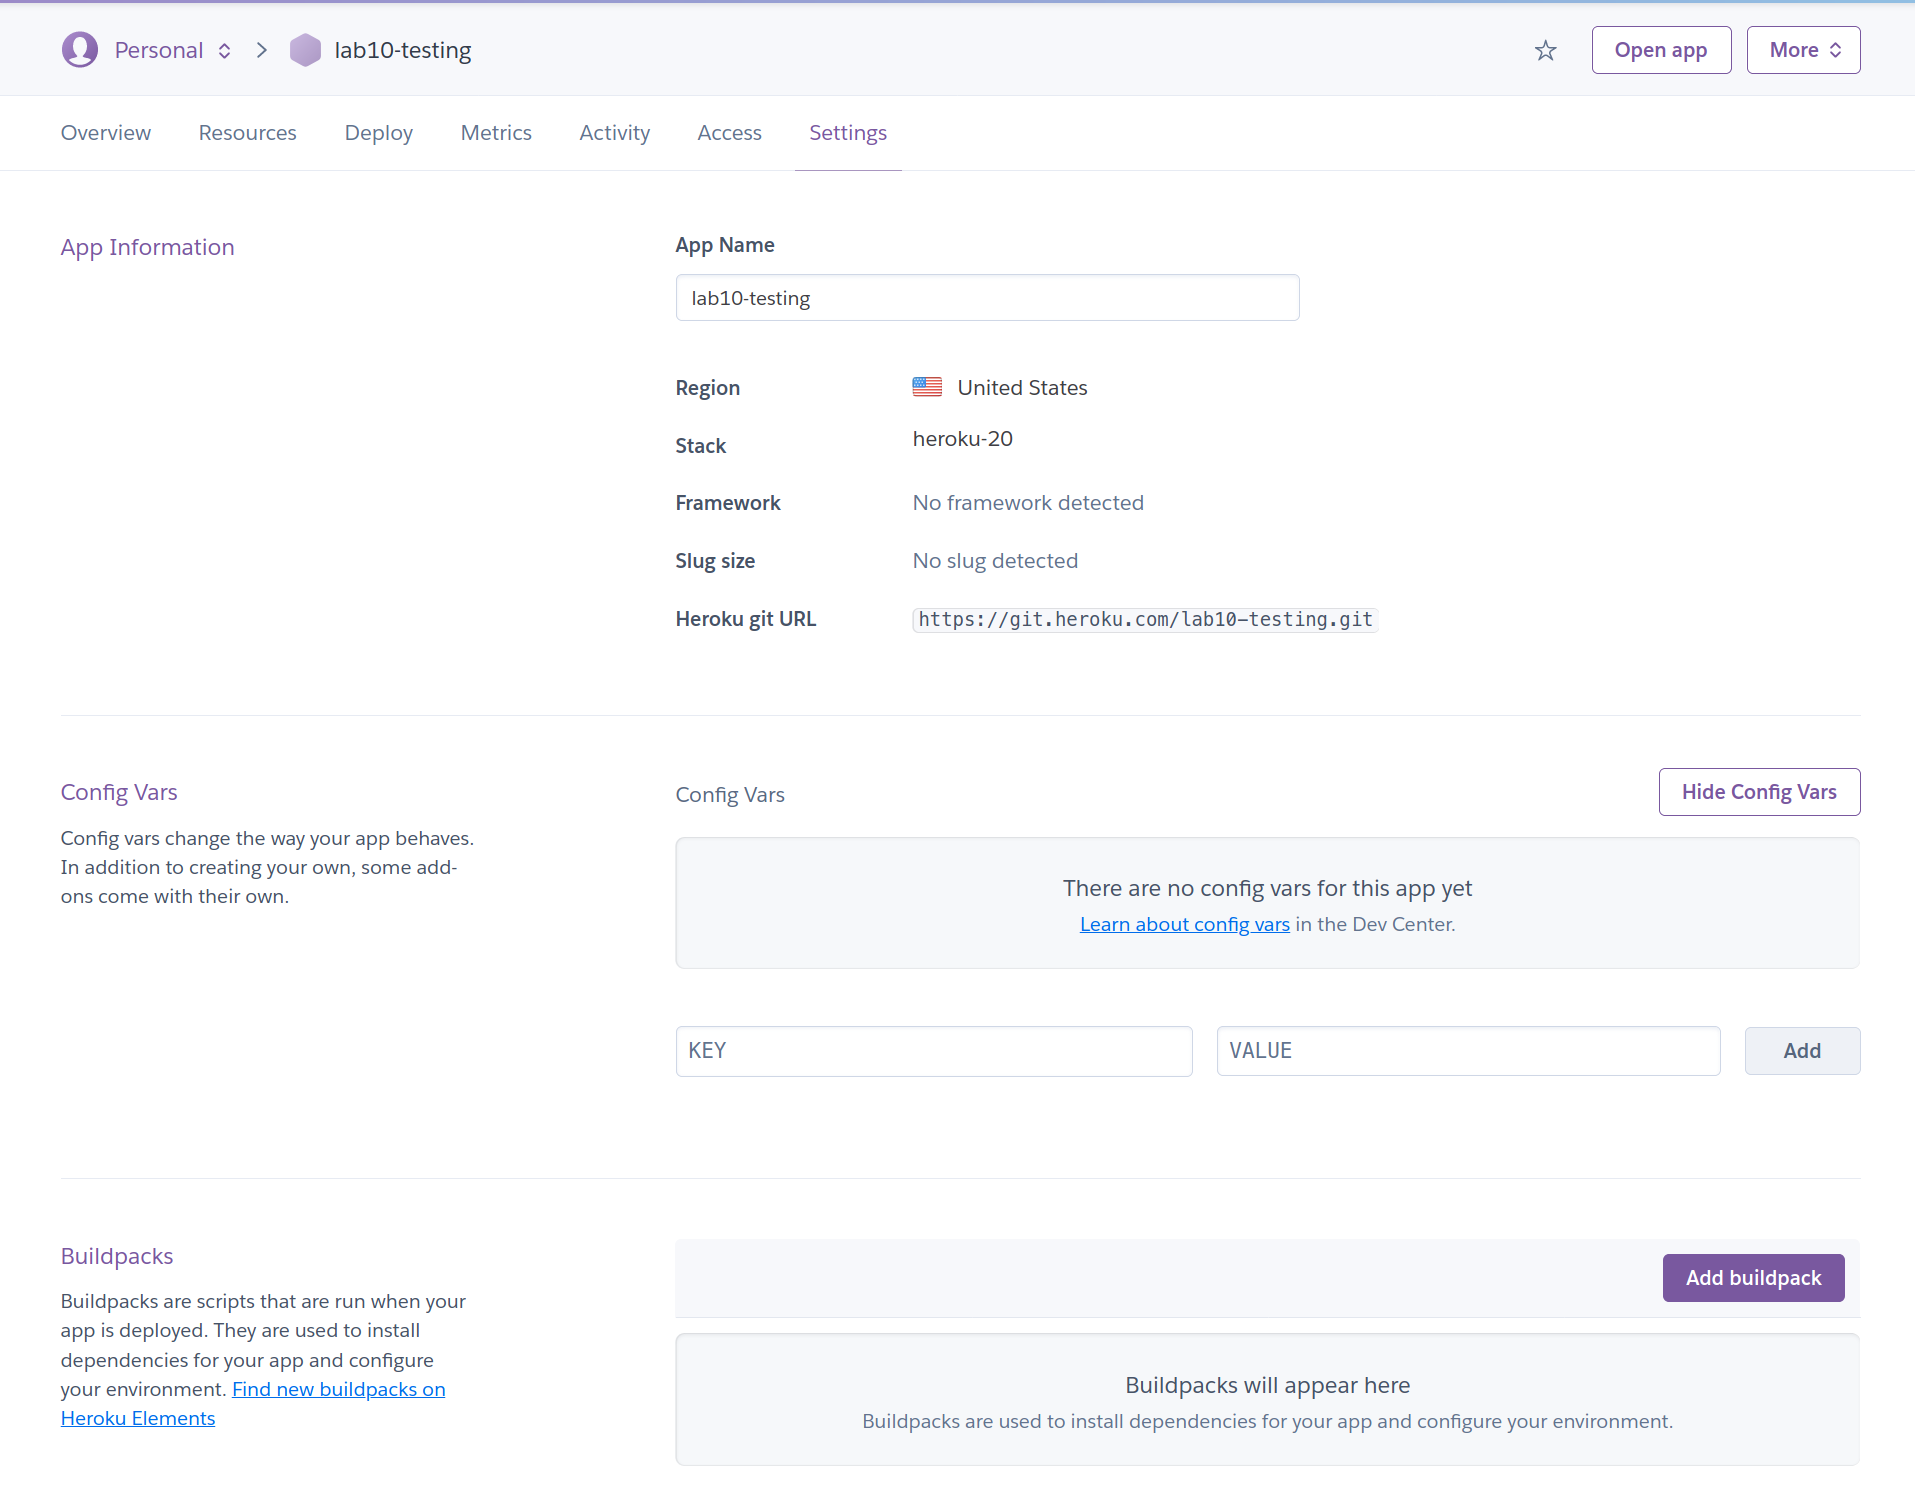 Personal lab10-testing Open app More
Overview Resources Deploy Metrics Activity Access Settings
App Information
App Name
lab10-testing
Region United States
Stack heroku-20
Framework No framework detected
Slug size No slug detected
Heroku git URL https://git.heroku.com/lab10-testing.git
Config Vars
Config vars change the way your app behaves.
In addition to creating your own, some add-
ons come with their own.
Config Vars Hide Config Vars
There are no config vars for this app yet
Learn about config vars in the Dev Center.
KEY VALUE Add
Buildpacks
Buildpacks are scripts that are run when your
app is deployed. They are used to install
dependencies for your app and configure
your environment. Find new buildpacks on
Heroku Elements
Add buildpack
Buildpacks will appear here
Buildpacks are used to install dependencies for your app and configure your environment.